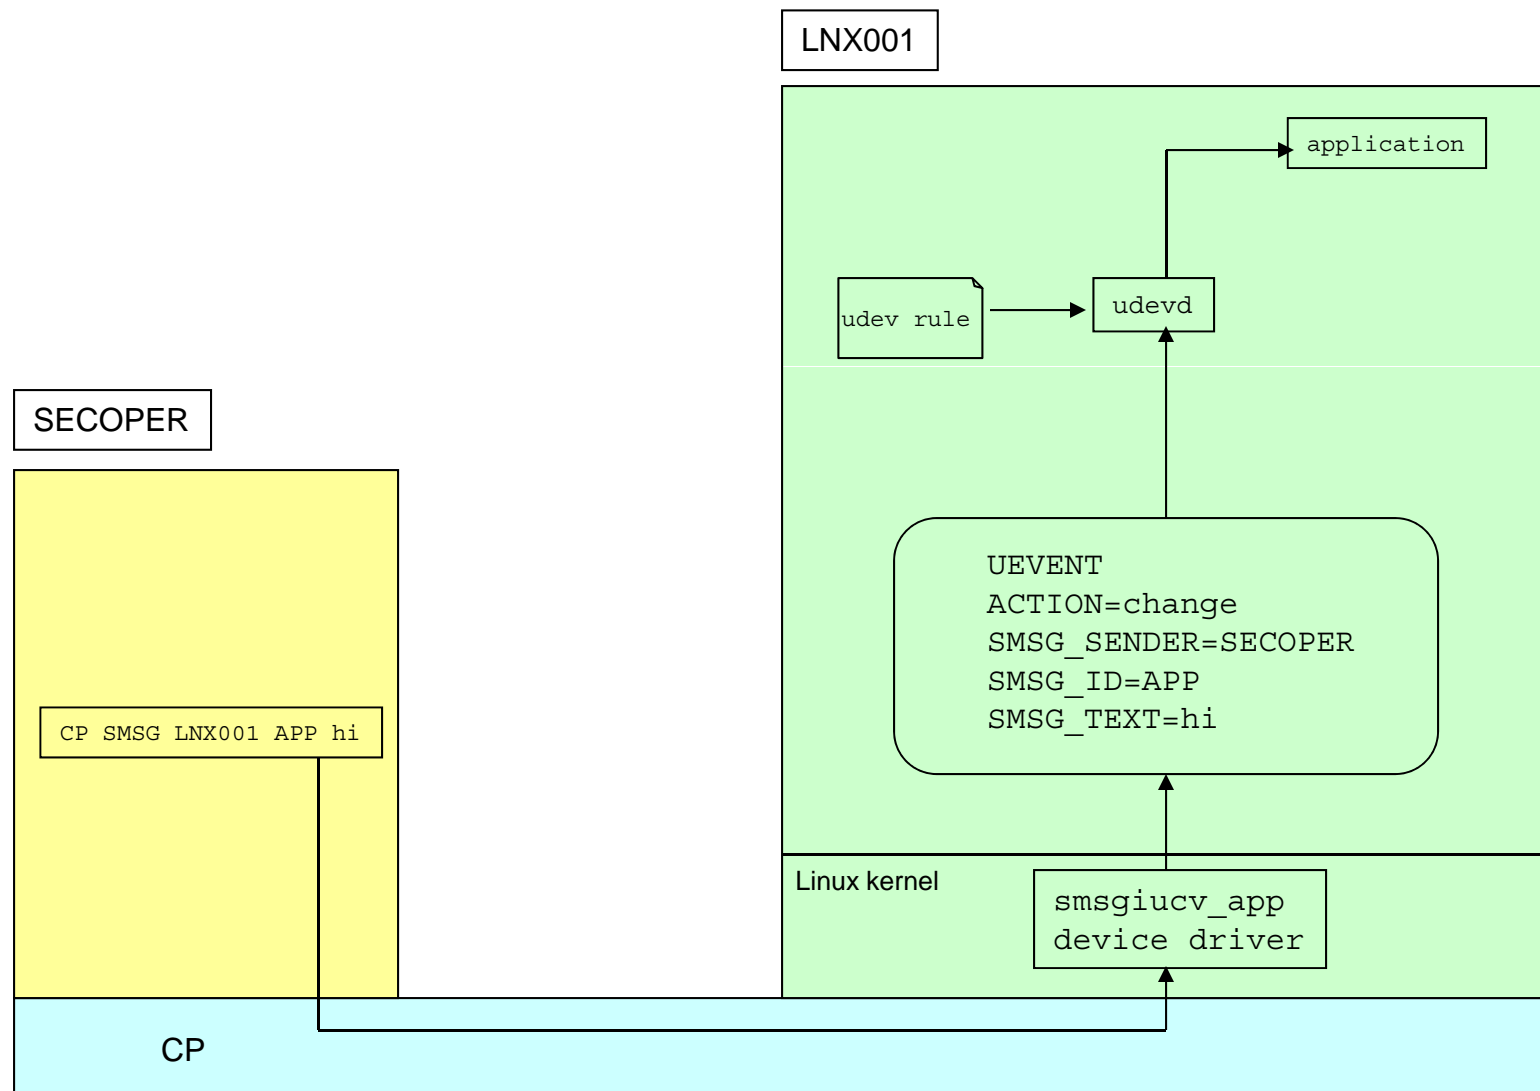 LNX001
application
udev rule
udevd
SECOPER
UEVENT
ACTION=change
SMSG_SENDER=SECOPER
SMSG_ID=APP
SMSG_TEXT=hi
CP SMSG LNX001 APP hi
Linux kernel
smsgiucv_app
device driver
CP